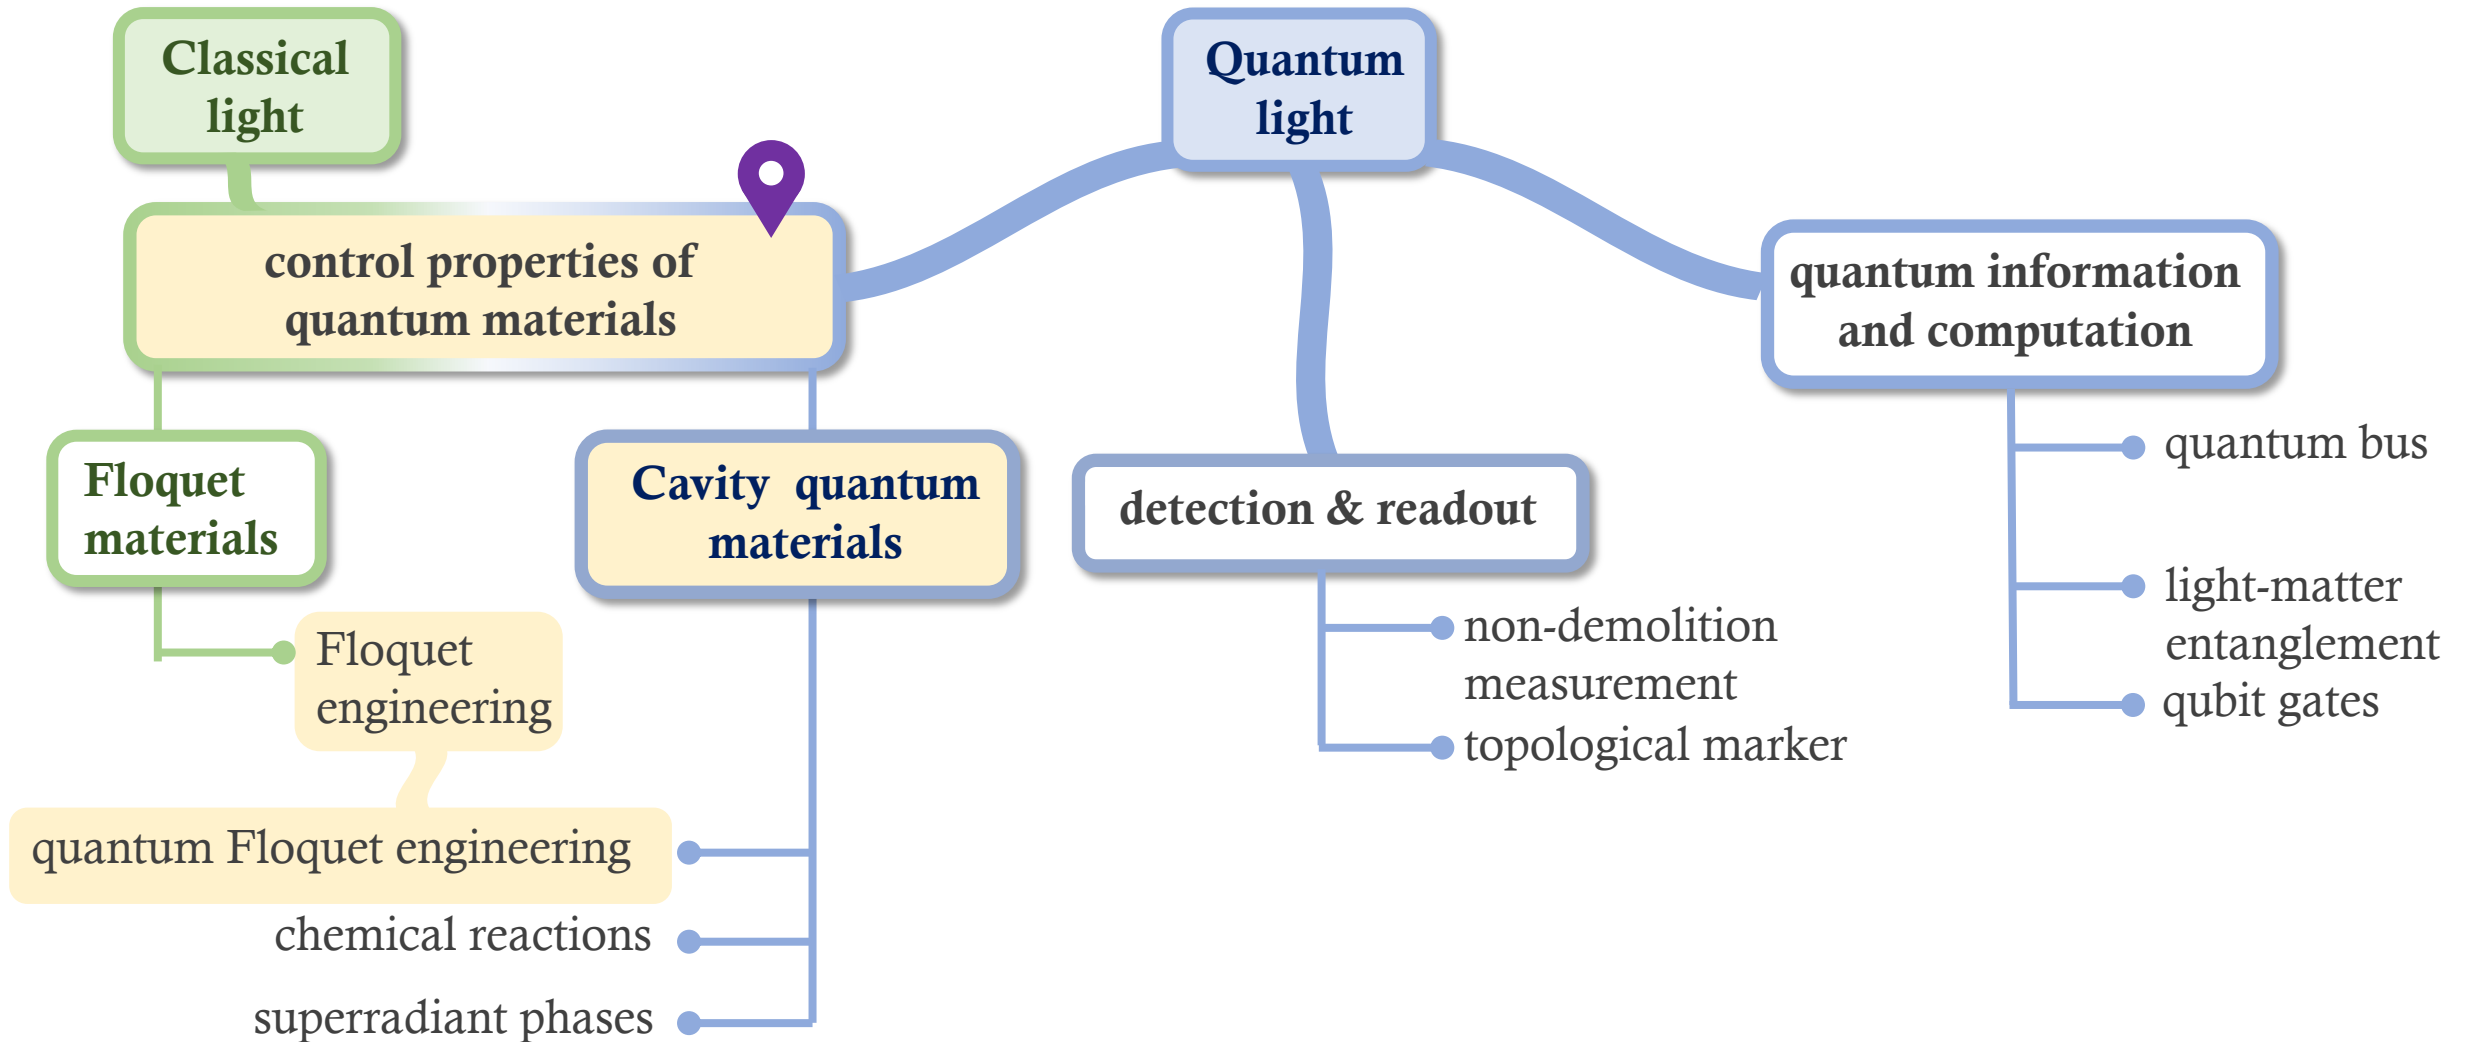 Classical
light
Quantum
light
control properties of
quantum materials
quantum information
and computation
Floquet
materials
Cavity quantum
materials
detection & readout
quantum bus
light-matter
entanglement
qubit gates
non-demolition
measurement
topological marker
Floquet
engineering
quantum Floquet engineering
chemical reactions
superradiant phases